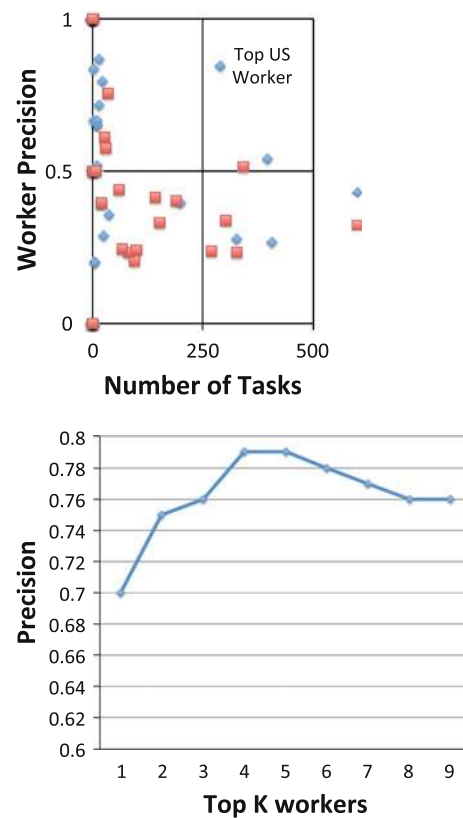 Worker Precision
1
0.5
0
Top US
Worker
0
250
500
Number of Tasks
Precision
0.8
0.78
0.76
0.74
0.72
0.7
0.68
0.66
0.64
0.62
0.6
1 2 3 4 5 6 7 8 9
Top K workers